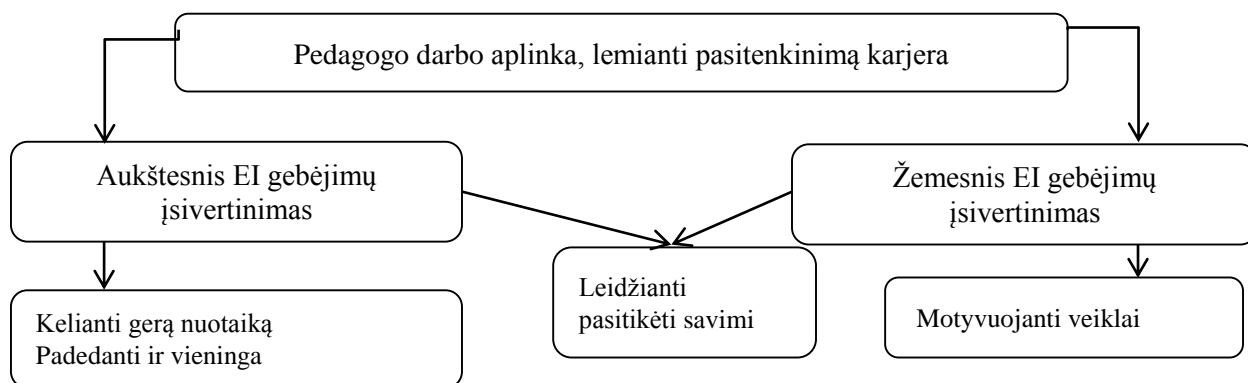 Pedagogo darbo aplinka, lemianti pasitenkinimą karjera
Aukštesnis EI gebėjimų
įsivertinimas
Žemesnis EI gebėjimų
įsivertinimas
Leidžianti
pasitikėti savimi
Kelianti gerą nuotaiką
Padedanti ir vieninga
Motyvuojanti veiklai